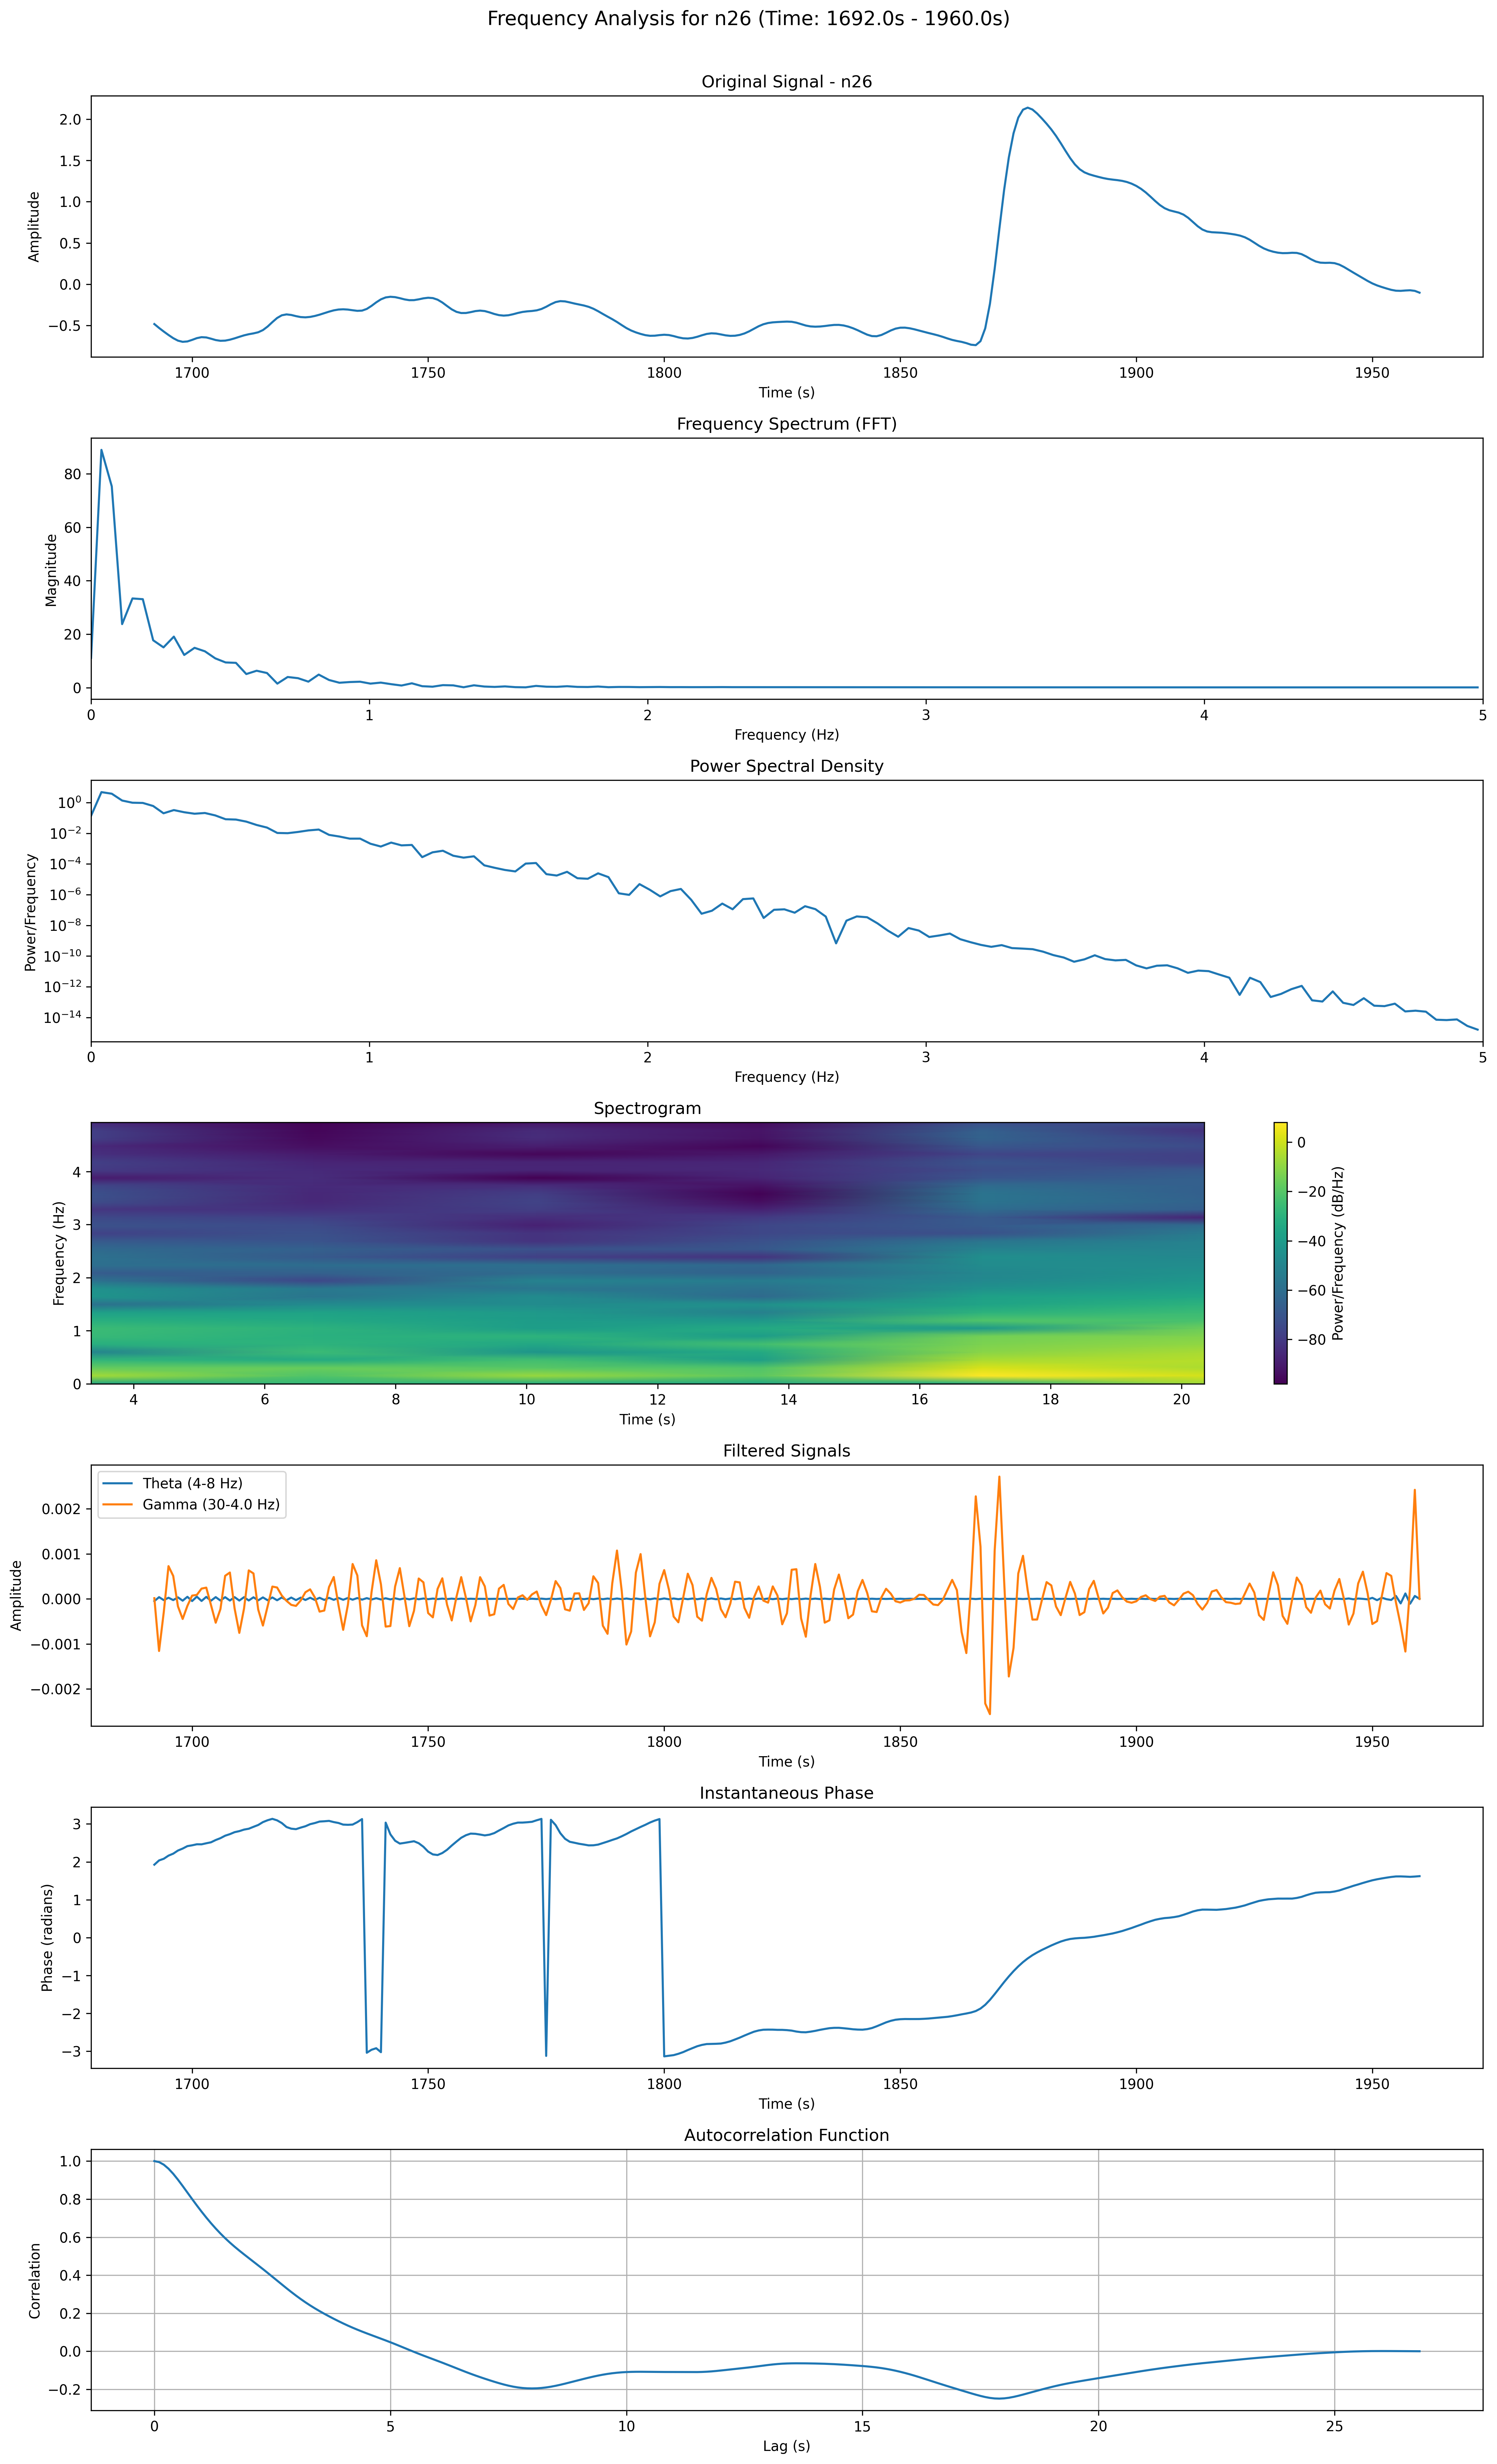 Frequency Analysis for n26 (Time: 1692.0s - 1960.0s)
Original Signal - n26
Amplitude
2.0
1.5
1.0
0.5
0.0
−0.5
1700 1750 1800 1850 1900 1950
Time (s)
Frequency Spectrum (FFT)
Magnitude
80
60
40
20
0
0 1 2 3 4 5
Frequency (Hz)
Power Spectral Density
Power/Frequency
10⁰
10⁻²
10⁻⁴
10⁻⁶
10⁻⁸
10⁻¹⁰
10⁻¹²
10⁻¹⁴
0 1 2 3 4 5
Frequency (Hz)
Spectrogram
Frequency (Hz)
4
3
2
1
0
4 6 8 10 12 14 16 18 20
Time (s)
0
−20
−40
−60
−80
Power/Frequency (dB/Hz)
Filtered Signals
Theta (4-8 Hz)
Gamma (30-4.0 Hz)
Amplitude
0.002
0.001
0.000
−0.001
−0.002
1700 1750 1800 1850 1900 1950
Time (s)
Instantaneous Phase
Phase (radians)
3
2
1
0
−1
−2
−3
1700 1750 1800 1850 1900 1950
Time (s)
Autocorrelation Function
Correlation
1.0
0.8
0.6
0.4
0.2
0.0
−0.2
0 5 10 15 20 25
Lag (s)